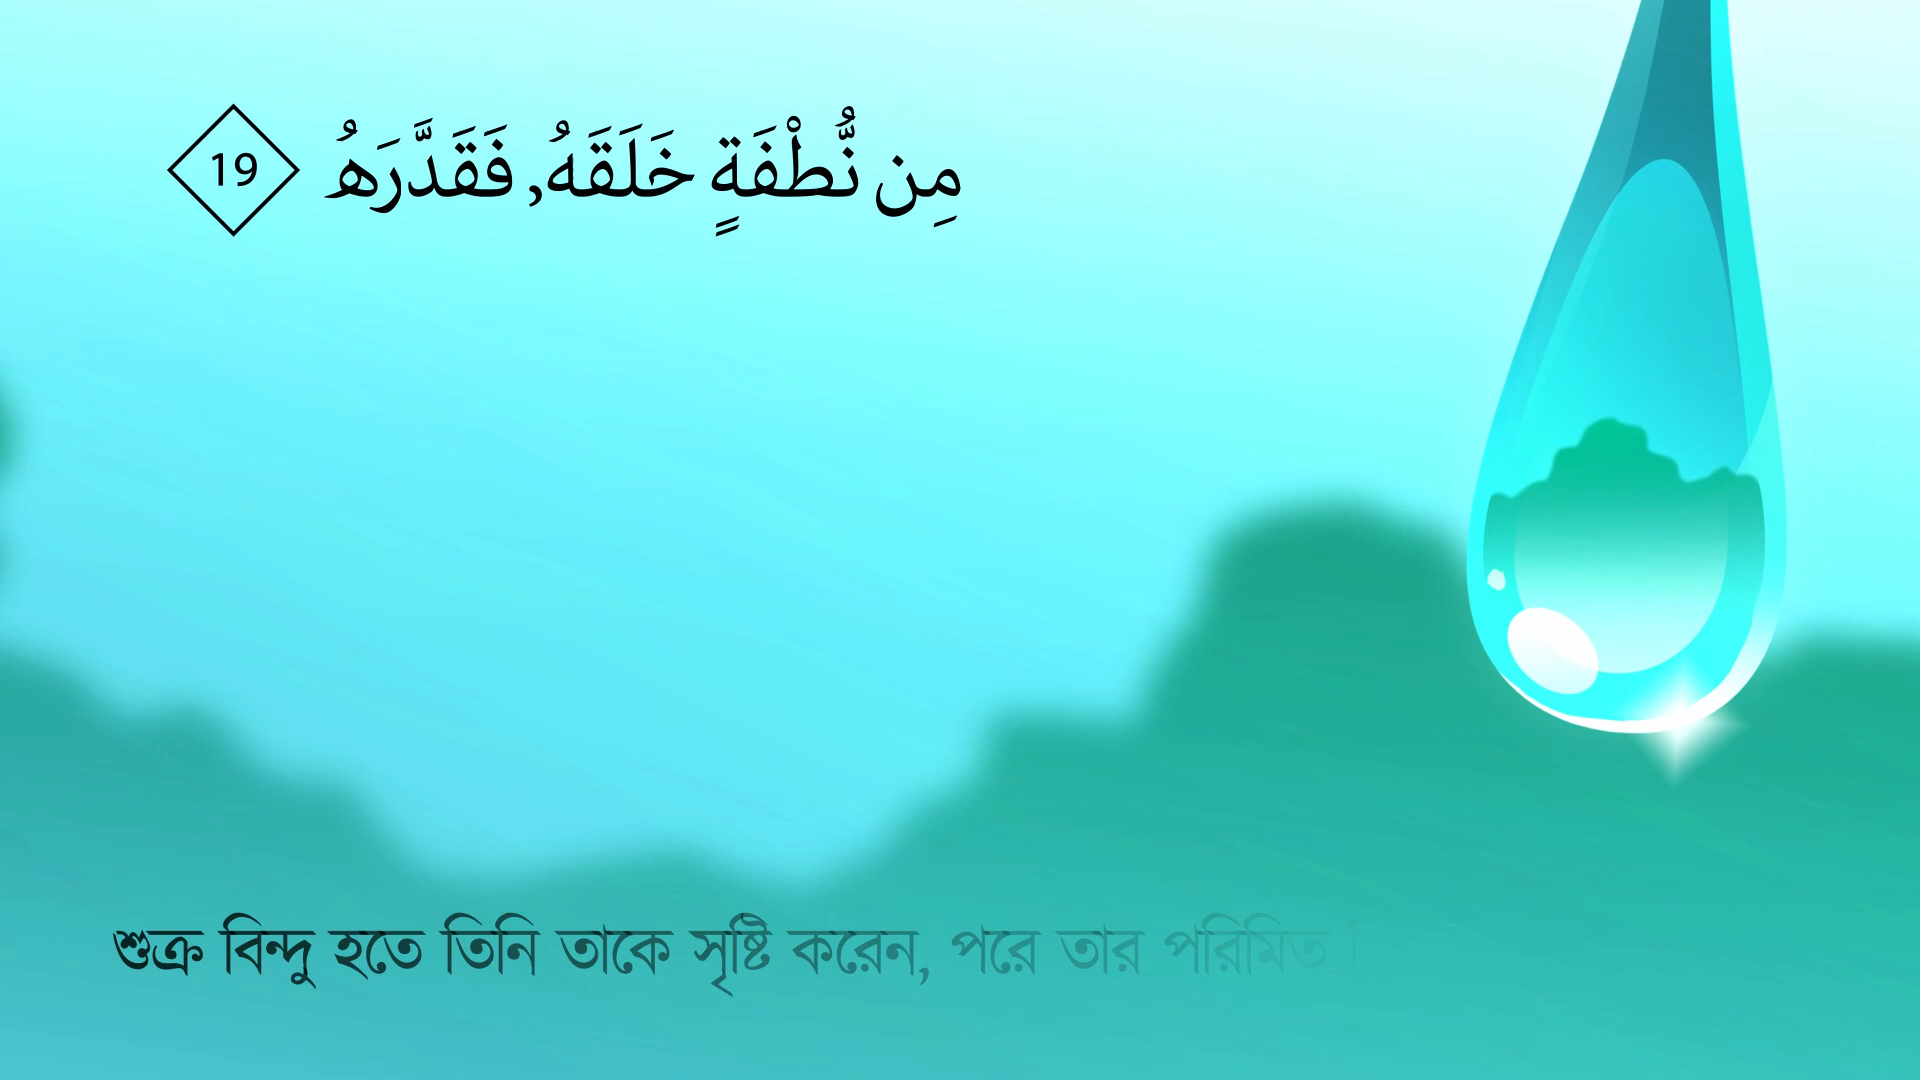 مِن نُّطْفَةٍ خَلَقَهُۥ فَقَدَّرَهُۥ 19
শুক্র বিন্দু হতে তিনি তাকে সৃষ্টি করেন, পরে তার পরিমিত